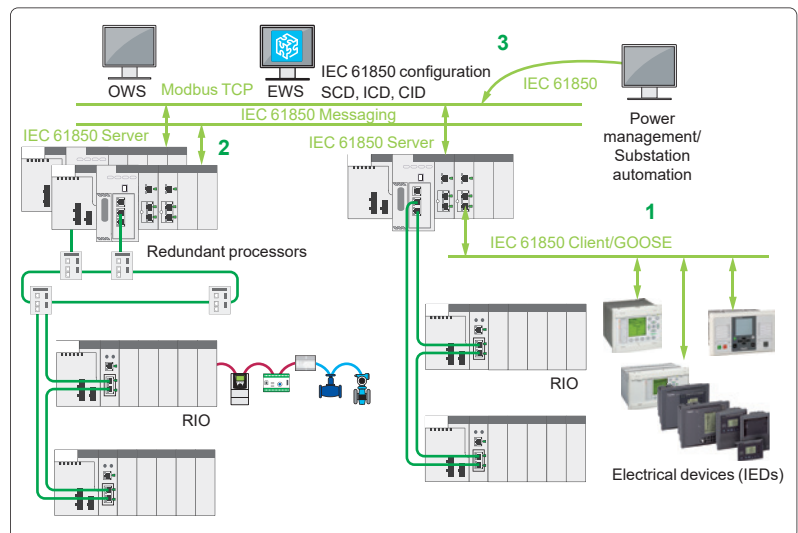 3
IEC 61850 configuration
SCD, ICD, CID
IEC 61850
OWS
Modbus TCP
EWS
IEC 61850 Messaging
Power
management/
Substation
automation
IEC 61850 Server
2
IEC 61850 Server
1
IEC 61850 Client/GOOSE
Redundant processors
RIO
RIO
Electrical devices (IEDs)